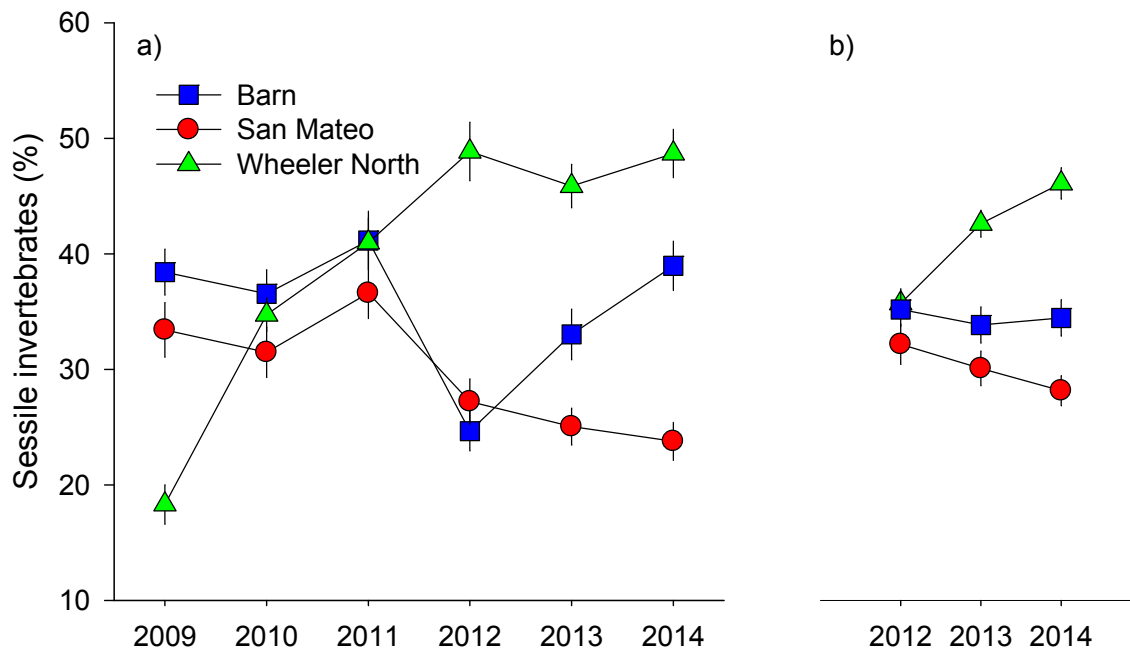 60
50
40
30
20
10
Sessile invertebrates (%)
a)
Barn
San Mateo
Wheeler North
2009 2010 2011 2012 2013 2014
b)
2012 2013 2014